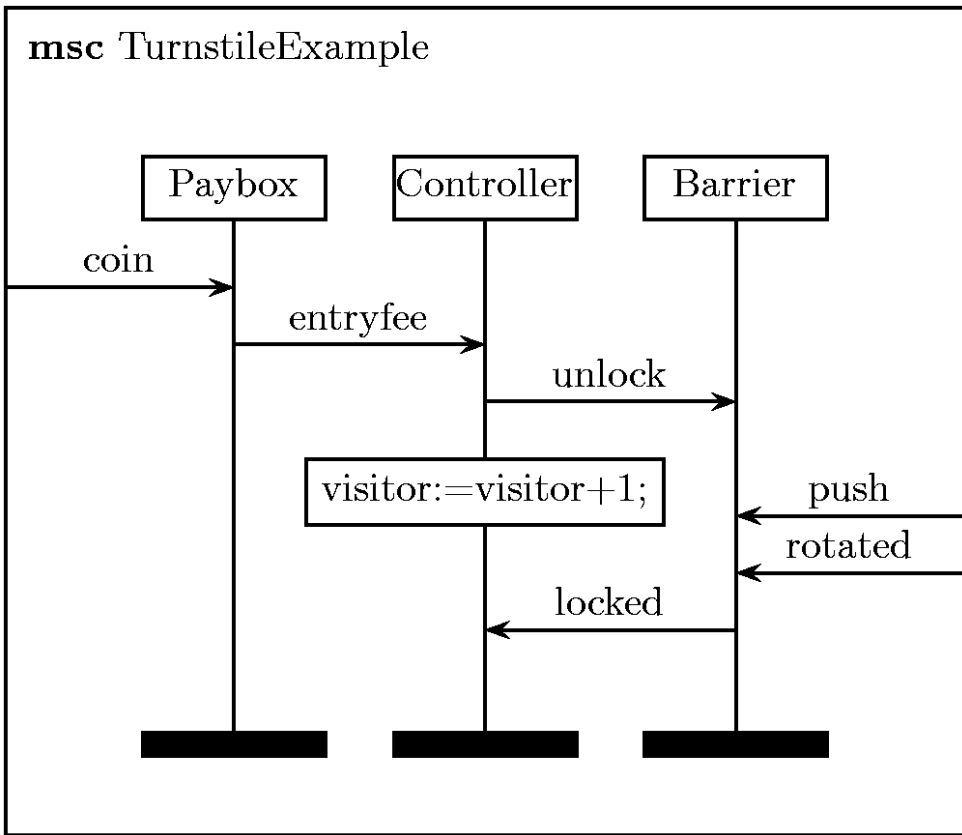 msc TurnstileExample
Paybox
Controller
Barrier
coin
entryfee
unlock
visitor:=visitor+1;
push
rotated
locked